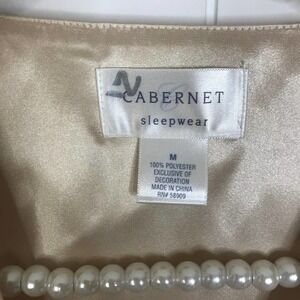 CABERNET
sleepwear
M
100% POLYESTER
EXCLUSIVE OF
DECORATION
MADE IN CHINA
RN# 58909